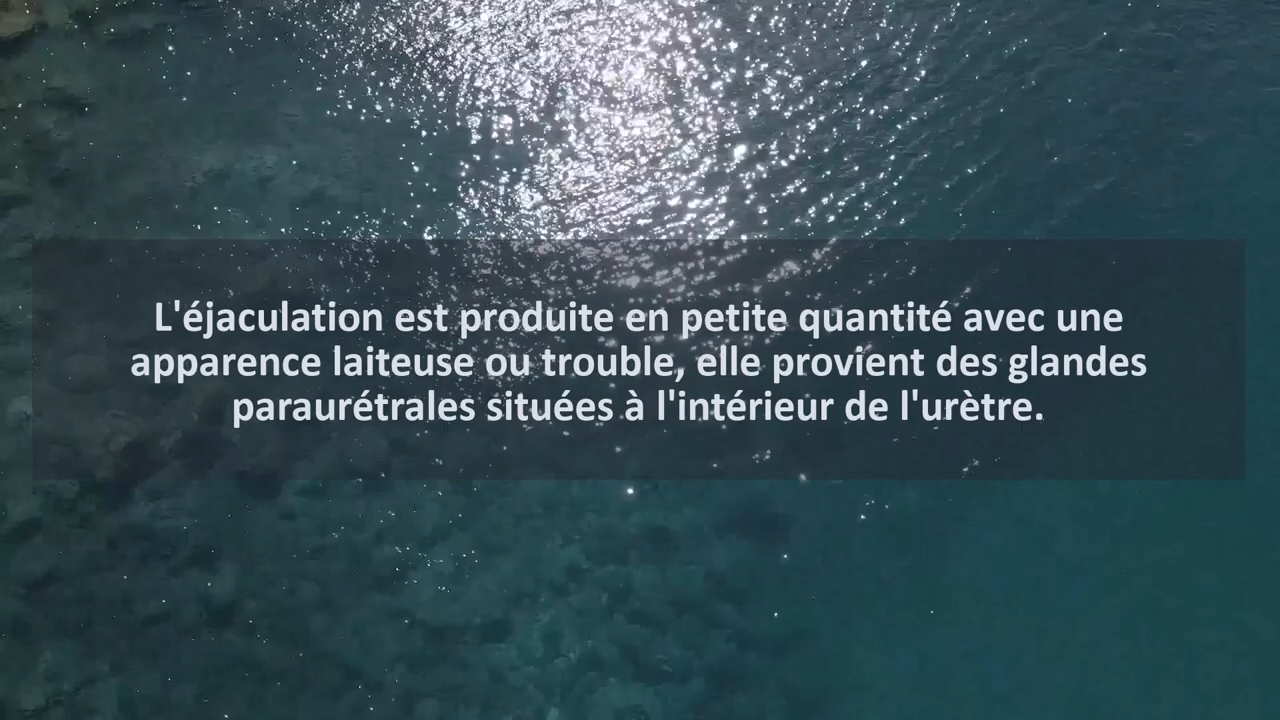 L'éjaculation est produite en petite quantité avec une
apparence laiteuse ou trouble, elle provient des glandes
paraurétrales situées à l'intérieur de l'urètre.